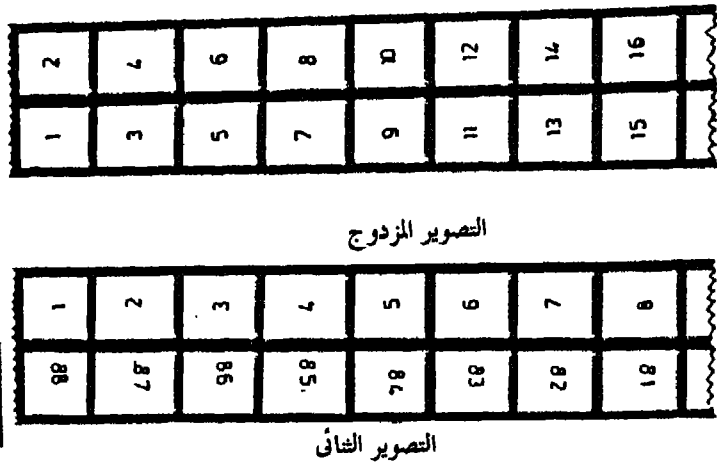 2 4 6 8 10 12 14 16
1 3 5 7 9 11 13 15
التصوير المزدوج
1 2 3 4 5 6 7 8
88 87 86 85. 84 83 82 81
التصوير الثنائى